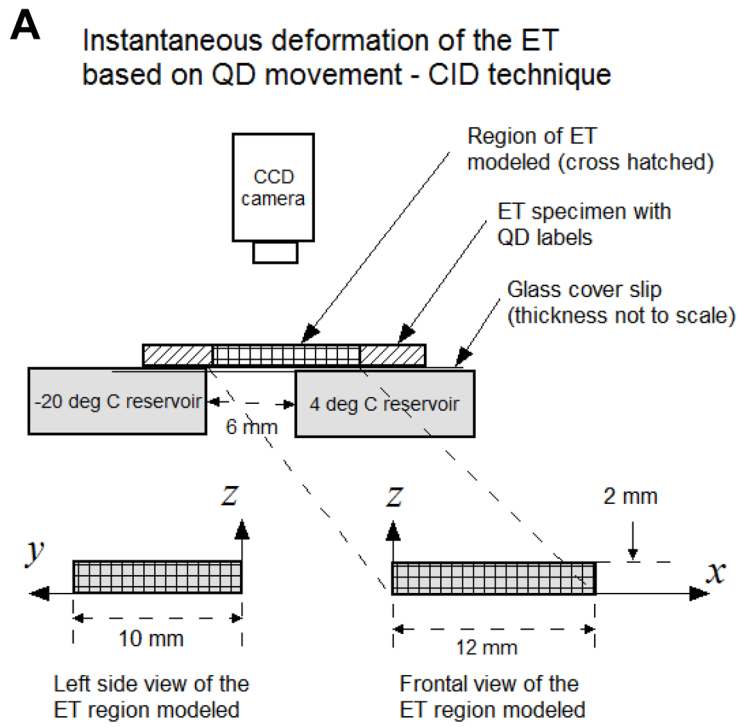 A
Instantaneous deformation of the ET
based on QD movement - CID technique
Region of ET
modeled (cross hatched)
CCD
camera
ET specimen with
QD labels
Glass cover slip
(thickness not to scale)
-20 deg C reservoir
4 deg C reservoir
6 mm
z
z
2 mm
y
x
10 mm
12 mm
Left side view of the
ET region modeled
Frontal view of the
ET region modeled